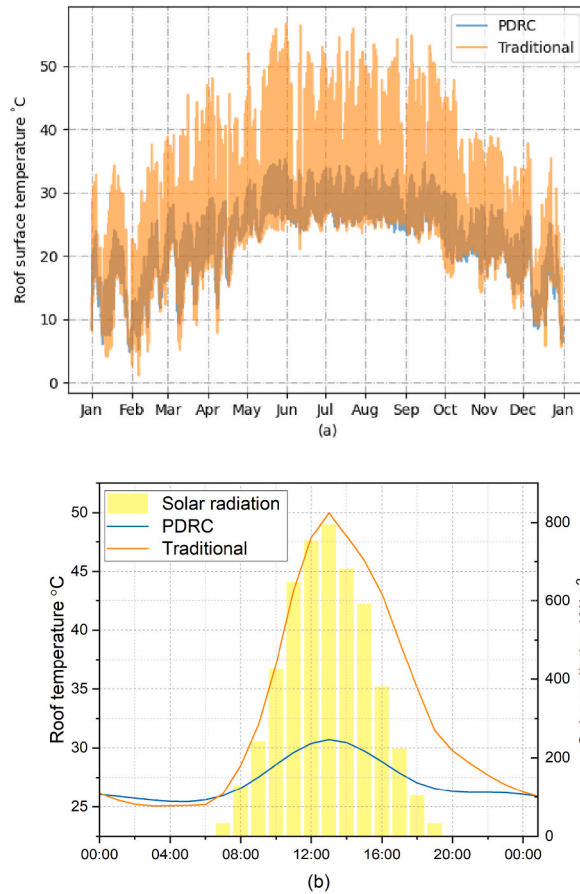 PDRC
Traditional
Roof surface temperature °C
50
40
30
20
10
0
Jan Feb Mar Apr May Jun Jul Aug Sep Oct Nov Dec Jan
(a)
Solar radiation
PDRC
Traditional
Roof temperature °C
50
45
40
35
30
25
800
600
400
200
0
00:00 04:00 08:00 12:00 16:00 20:00 00:00
(b)